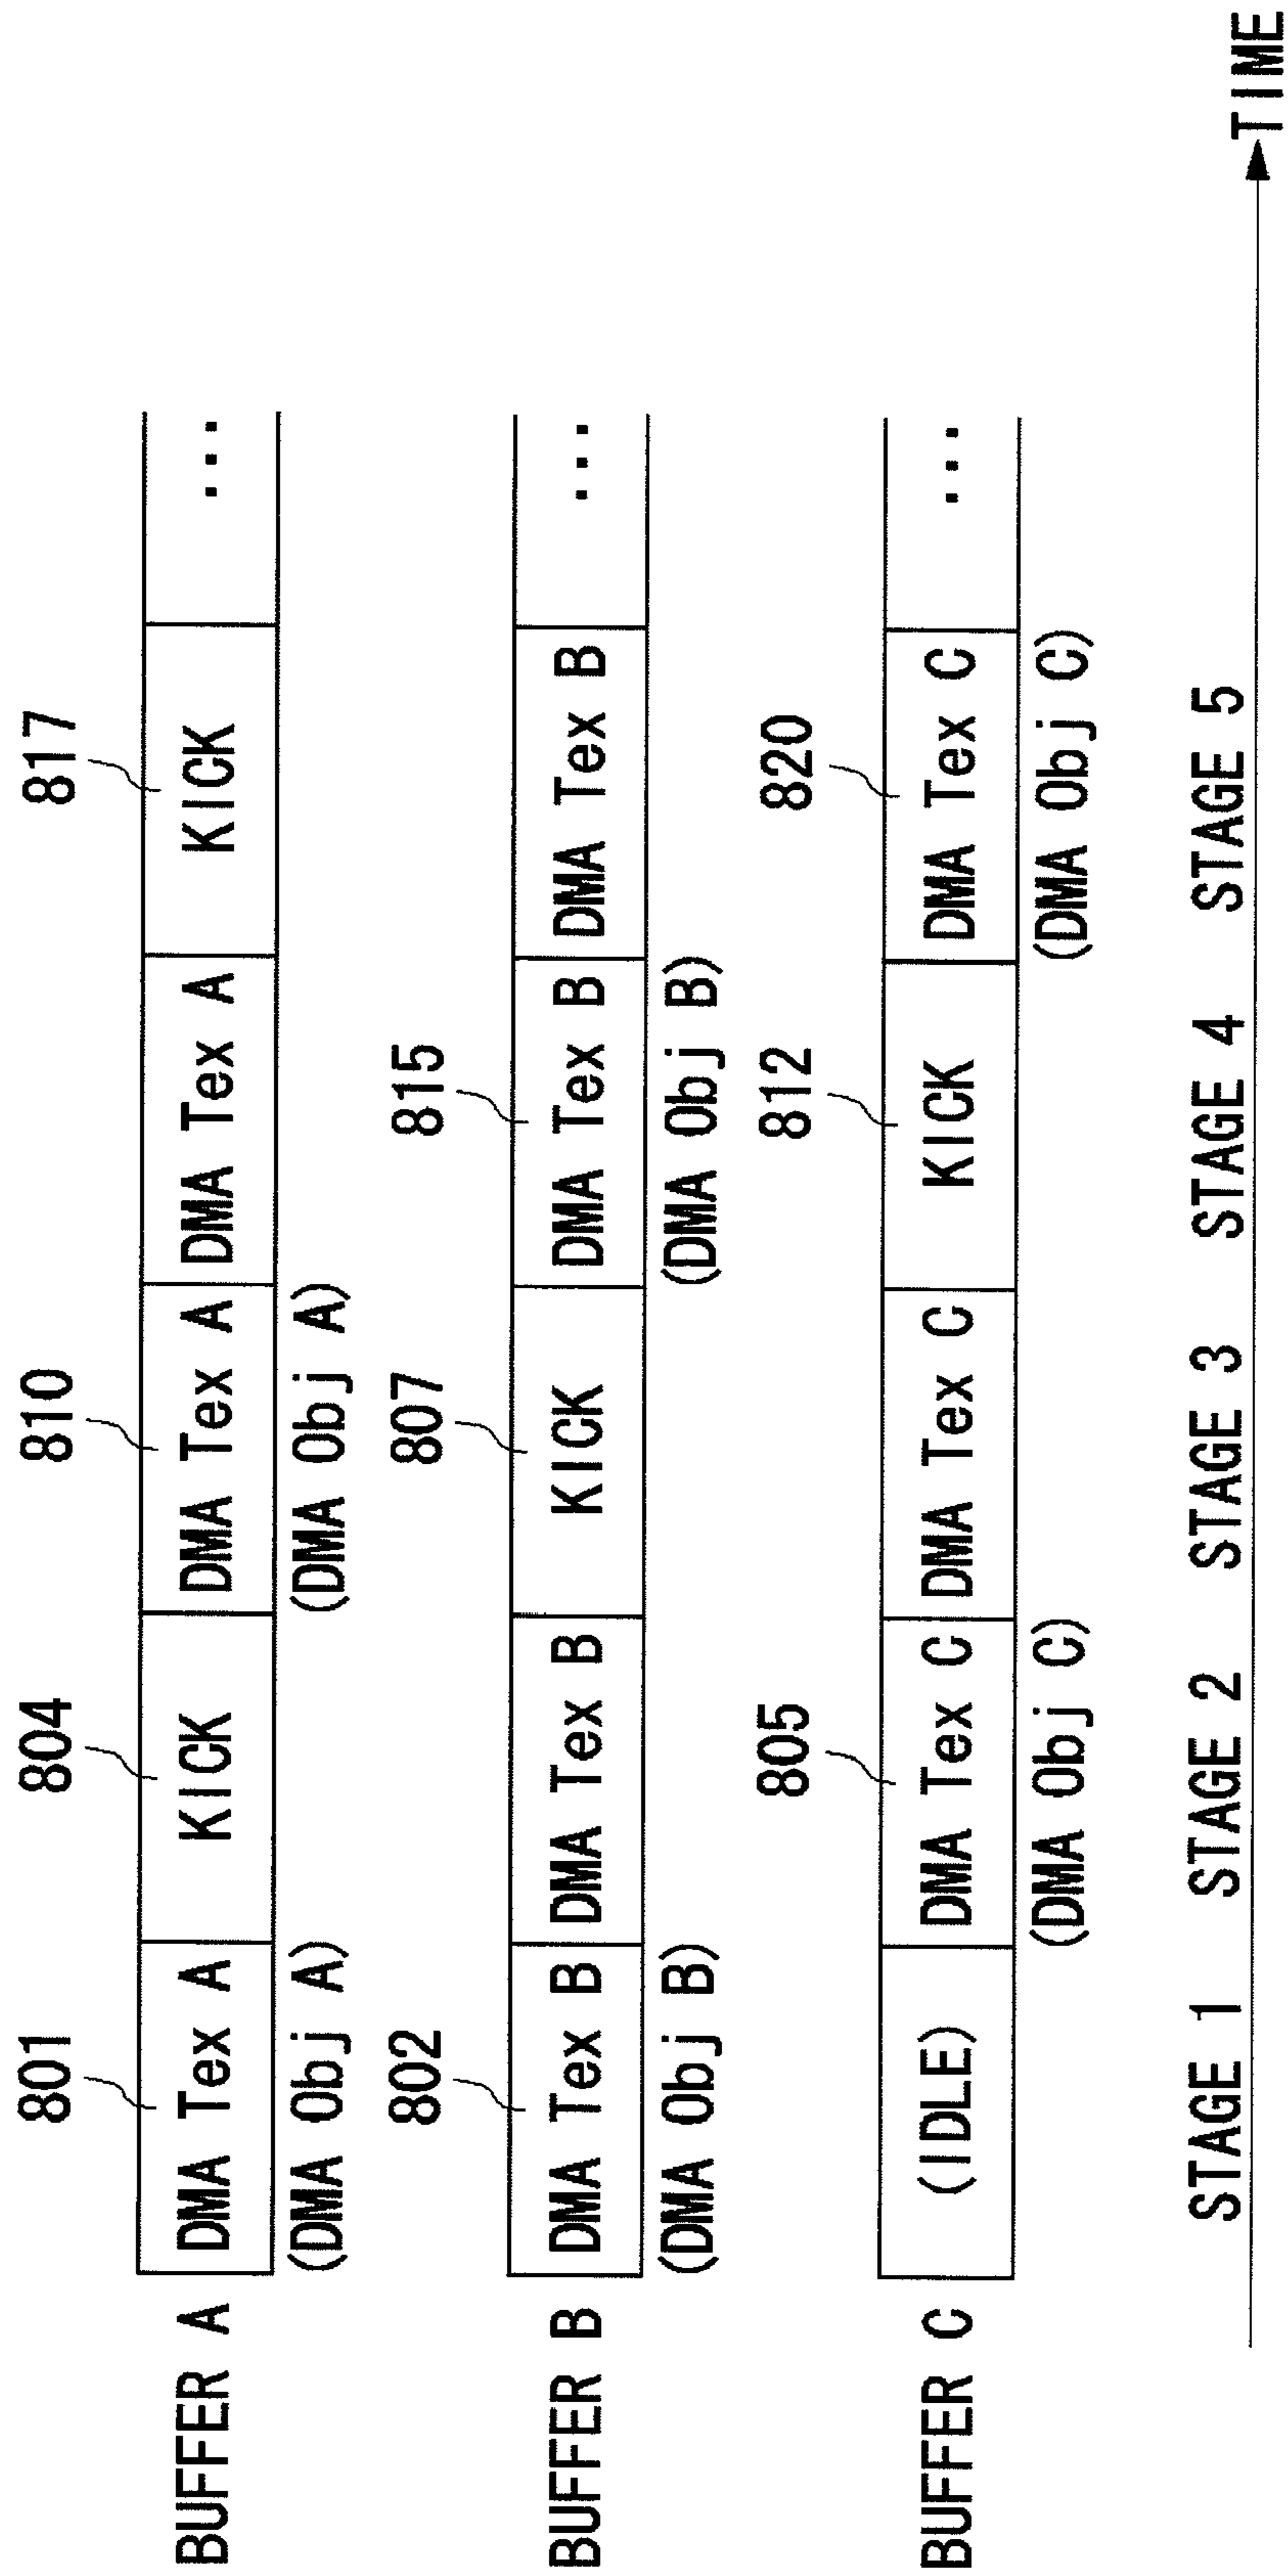 801 804 810 817
BUFFER A DMA Tex A KICK DMA Tex A DMA Tex A KICK ...
(DMA Obj A) (DMA Obj A)
802 807 815
BUFFER B DMA Tex B DMA Tex B KICK DMA Tex B DMA Tex B ...
(DMA Obj B) (DMA Obj B)
805 812 820
BUFFER C (IDLE) DMA Tex C DMA Tex C KICK DMA Tex C ...
(DMA Obj C) (DMA Obj C)
STAGE 1 STAGE 2 STAGE 3 STAGE 4 STAGE 5
TIME